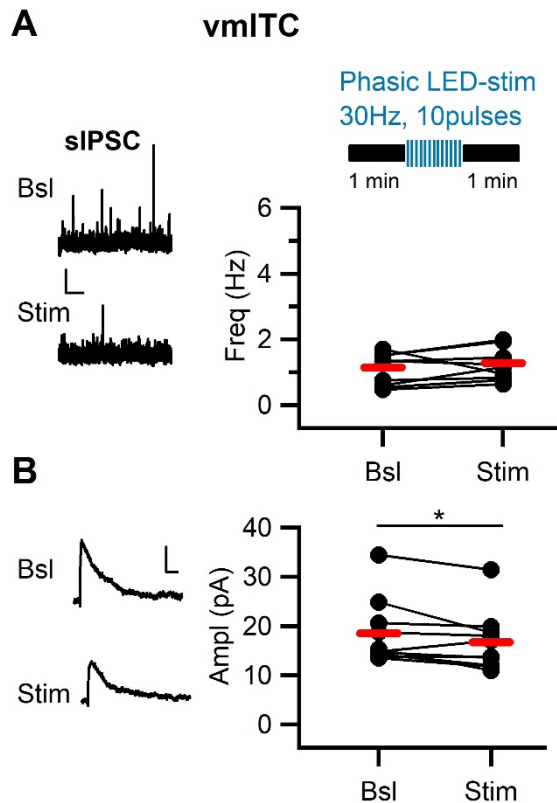 A
vmITC
Phasic LED-stim
30Hz, 10pulses
1 min
1 min
sIPSC
Bsl
Stim
6
4
2
0
Freq (Hz)
Bsl
Stim
B
Bsl
Stim
*
40
30
20
10
0
Ampl (pA)
Bsl
Stim